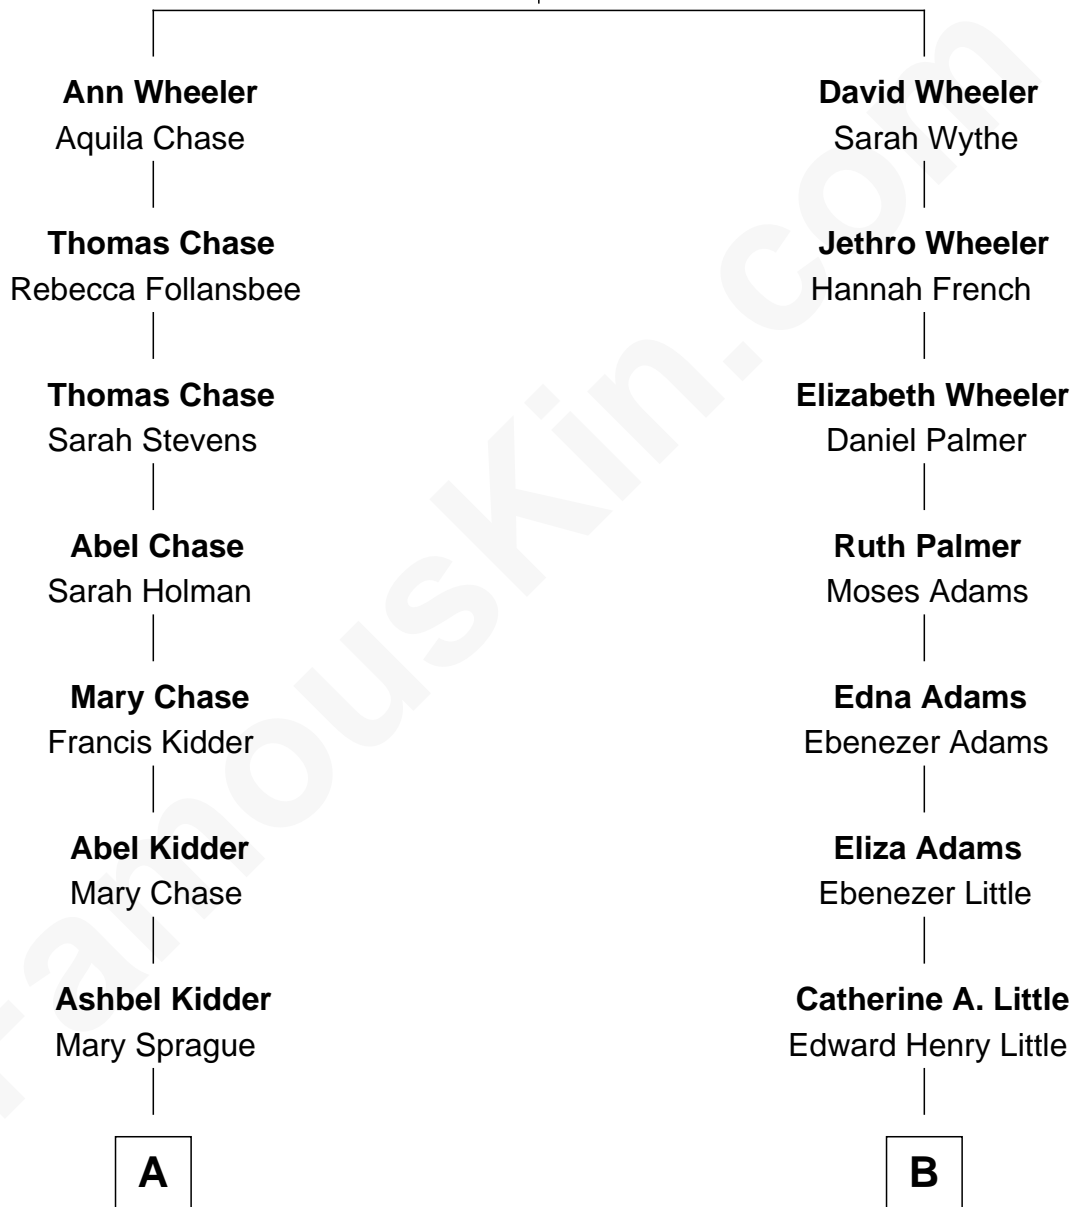 Ann Wheeler
Aquila Chase
Thomas Chase
Rebecca Follansbee
Thomas Chase
Sarah Stevens
Abel Chase
Sarah Holman
Mary Chase
Francis Kidder
Abel Kidder
Mary Chase
Ashbel Kidder
Mary Sprague
A
David Wheeler
Sarah Wythe
Jethro Wheeler
Hannah French
Elizabeth Wheeler
Daniel Palmer
Ruth Palmer
Moses Adams
Edna Adams
Ebenezer Adams
Eliza Adams
Ebenezer Little
Catherine A. Little
Edward Henry Little
B
FamousKin.com